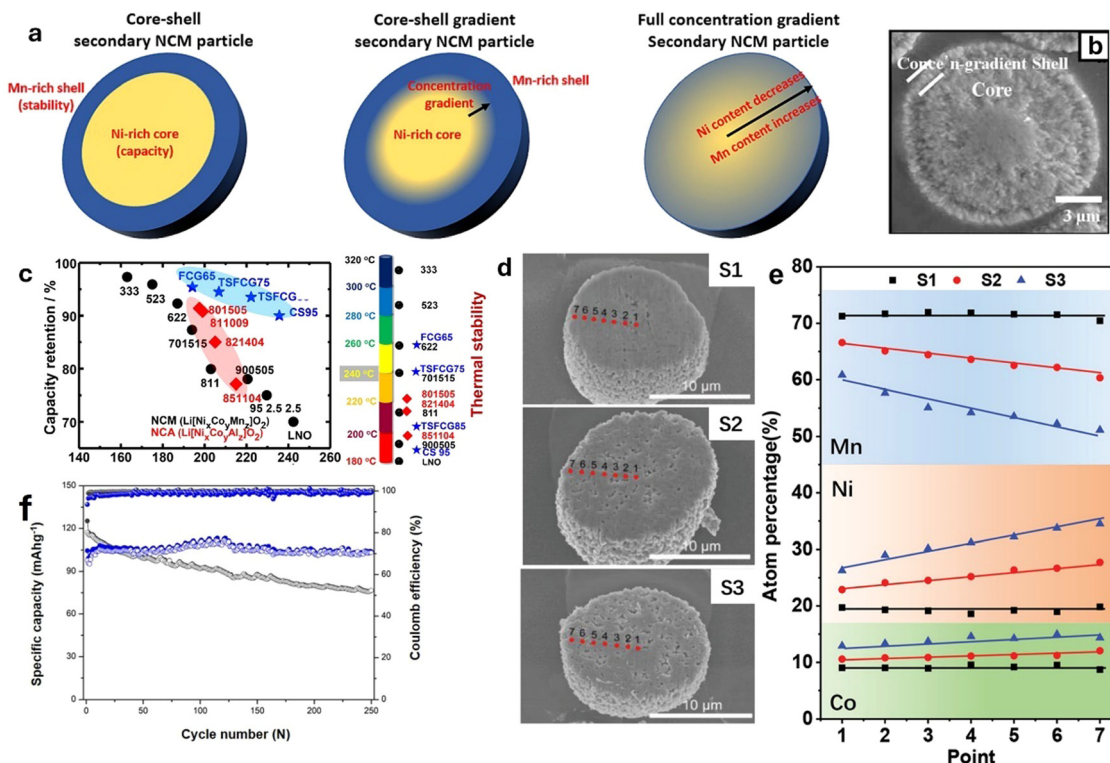 a
Core-shell
secondary NCM particle
Mn-rich shell
(stability)
Ni-rich core
(capacity)
Core-shell gradient
secondary NCM particle
Concentration
gradient
Mn-rich shell
Ni-rich core
Full concentration gradient
Secondary NCM particle
Ni content decreases
Mn content increases
b
Conce'n-gradient Shell
Core
3 µm
c
Capacity retention / %
100
95
90
85
80
75
70
140 160 180 200 220 240 260
333
523
622
701515
811
900505
95 2.5 2.5
LNO
FCG65
TSFCG75
TSFCG
CS95
801505
811009
821404
851104
NCM (Li[NixCoyMnz]O2)
NCA (Li[NixCoyAlz]O2)
320 °C
300 °C
280 °C
260 °C
240 °C
220 °C
200 °C
180 °C
333
523
FCG65
622
TSFCG75
701515
801505
821404
811
TSFCG85
851104
900505
CS 95
LNO
Thermal stability
d
S1
7 6 5 4 3 2 1
10 µm
S2
7 6 5 4 3 2 1
10 µm
S3
7 6 5 4 3 2 1
10 µm
e
S1 S2 S3
Atom percentage(%)
80
70
60
50
40
30
20
10
0
Mn
Ni
Co
1 2 3 4 5 6 7
Point
f
Specific capacity (mAhg-1)
150
120
90
60
30
0
0 50 100 150 200 250
Cycle number (N)
100
80
60
40
20
0
Coulomb efficiency (%)